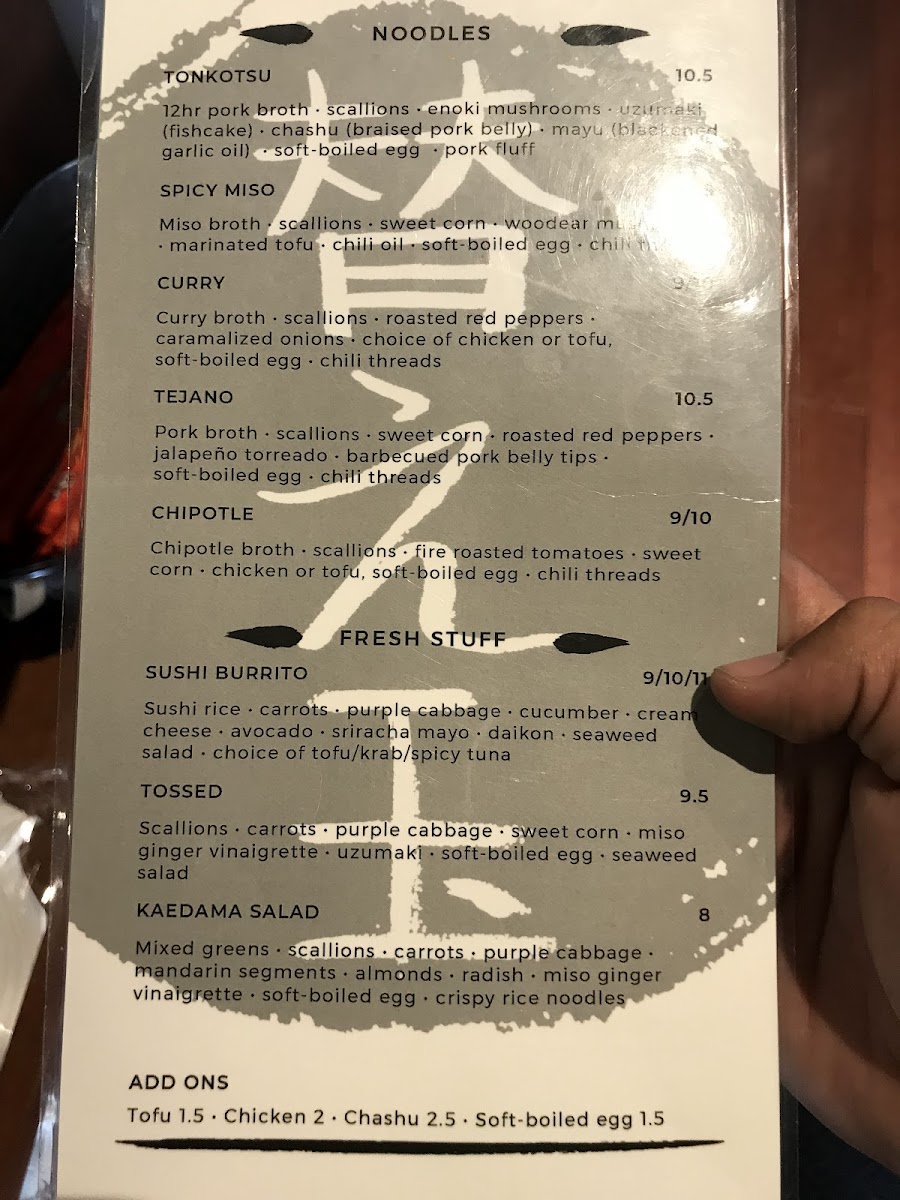 NOODLES
TONKOTSU 10.5
12hr pork broth · scallions · enoki mushrooms · uzumaki
(fishcake) · chashu (braised pork belly) · mayu (blackened
garlic oil) · soft-boiled egg · pork fluff
SPICY MISO
Miso broth · scallions · sweet corn · woodear
· marinated tofu · chili oil · soft-boiled egg · chili
CURRY
Curry broth · scallions · roasted red peppers ·
caramalized onions · choice of chicken or tofu,
soft-boiled egg · chili threads
TEJANO 10.5
Pork broth · scallions · sweet corn · roasted red peppers ·
jalapeño torreado · barbecued pork belly tips ·
soft-boiled egg · chili threads
CHIPOTLE 9/10
Chipotle broth · scallions · fire roasted tomatoes · sweet
corn · chicken or tofu, soft-boiled egg · chili threads
FRESH STUFF
SUSHI BURRITO 9/10/11
Sushi rice · carrots · purple cabbage · cucumber · cream
cheese · avocado · sriracha mayo · daikon · seaweed
salad · choice of tofu/krab/spicy tuna
TOSSED 9.5
Scallions · carrots · purple cabbage · sweet corn · miso
ginger vinaigrette · uzumaki · soft-boiled egg · seaweed
salad
KAEDAMA SALAD 8
Mixed greens · scallions · carrots · purple cabbage ·
mandarin segments · almonds · radish · miso ginger
vinaigrette · soft-boiled egg · crispy rice noodles
ADD ONS
Tofu 1.5 · Chicken 2 · Chashu 2.5 · Soft-boiled egg 1.5
替え玉